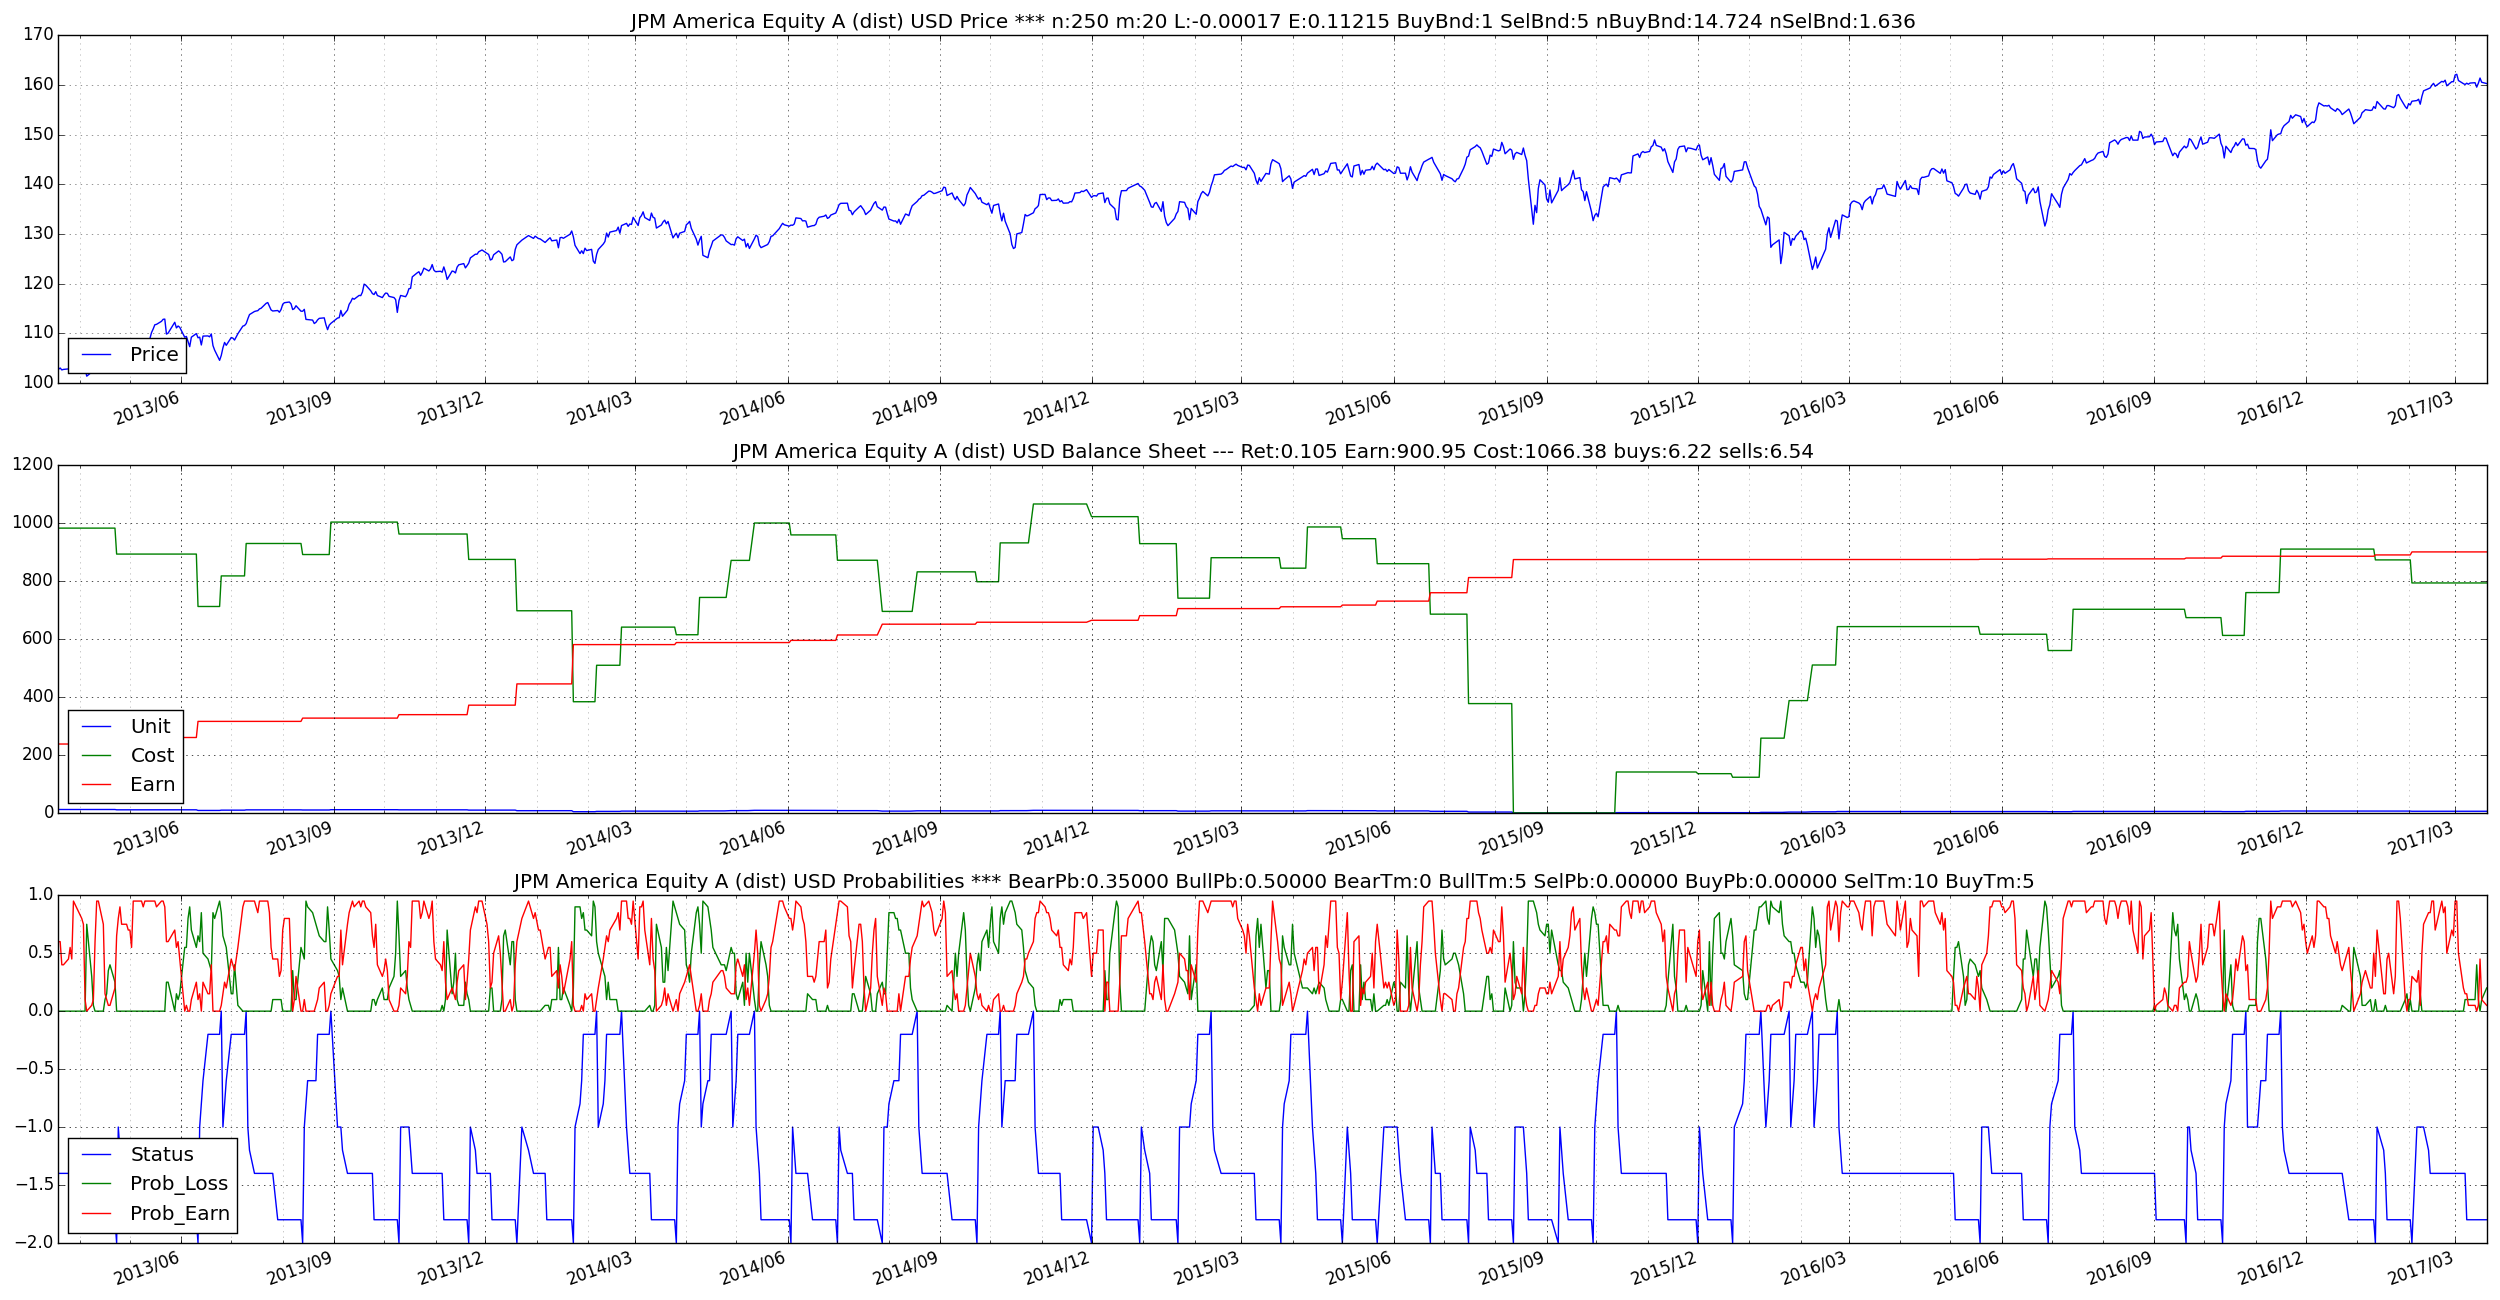 JPM America Equity A (dist) USD Price *** n:250 m:20 L:-0.00017 E:0.11215 BuyBnd:1 SelBnd:5 nBuyBnd:14.724 nSelBnd:1.636
170
160
150
140
130
120
110
100
Price
2013/06 2013/09 2013/12 2014/03 2014/06 2014/09 2014/12 2015/03 2015/06 2015/09 2015/12 2016/03 2016/06 2016/09 2016/12 2017/03
JPM America Equity A (dist) USD Balance Sheet --- Ret:0.105 Earn:900.95 Cost:1066.38 buys:6.22 sells:6.54
1200
1000
800
600
400
200
0
Unit
Cost
Earn
2013/06 2013/09 2013/12 2014/03 2014/06 2014/09 2014/12 2015/03 2015/06 2015/09 2015/12 2016/03 2016/06 2016/09 2016/12 2017/03
JPM America Equity A (dist) USD Probabilities *** BearPb:0.35000 BullPb:0.50000 BearTm:0 BullTm:5 SelPb:0.00000 BuyPb:0.00000 SelTm:10 BuyTm:5
1.0
0.5
0.0
−0.5
−1.0
−1.5
−2.0
Status
Prob_Loss
Prob_Earn
2013/06 2013/09 2013/12 2014/03 2014/06 2014/09 2014/12 2015/03 2015/06 2015/09 2015/12 2016/03 2016/06 2016/09 2016/12 2017/03